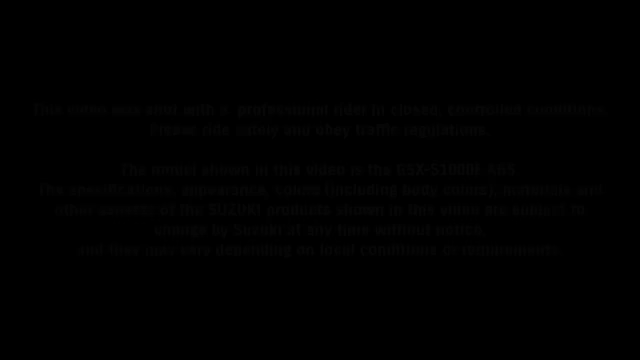 This video was shot with a professional rider in closed, controlled conditions.
Please ride safely and obey traffic regulations.
The model shown in this video is the GSX-S1000F ABS
The specifications, appearance, colors (including body colors), materials and
other aspects of the SUZUKI products shown in this video are subject to
change by Suzuki at any time without notice
and they may vary depending on local conditions or requirements.